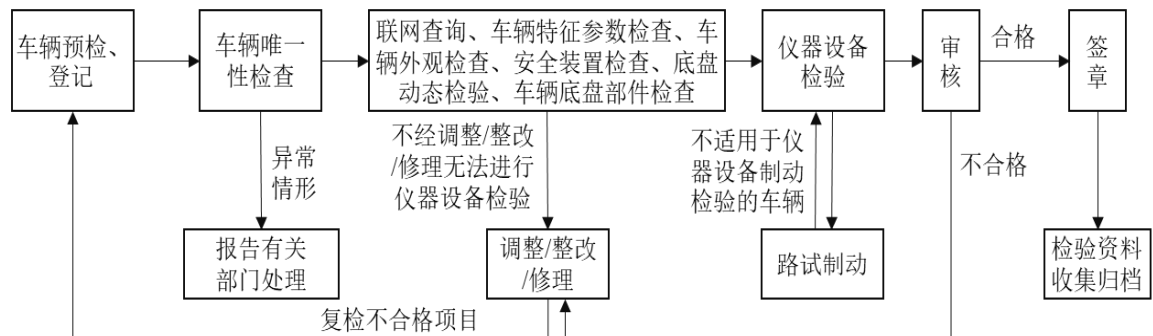 车辆预检、
登记
车辆唯一
性检查
联网查询、车辆特征参数检查、车
辆外观检查、安全装置检查、底盘
动态检验、车辆底盘部件检查
仪器设备
检验
审
核
合格
签
章
异常
情形
不经调整/整改
/修理无法进行
仪器设备检验
不适用于仪
器设备制动
检验的车辆
不合格
报告有关
部门处理
调整/整改
/修理
路试制动
检验资料
收集归档
复检不合格项目